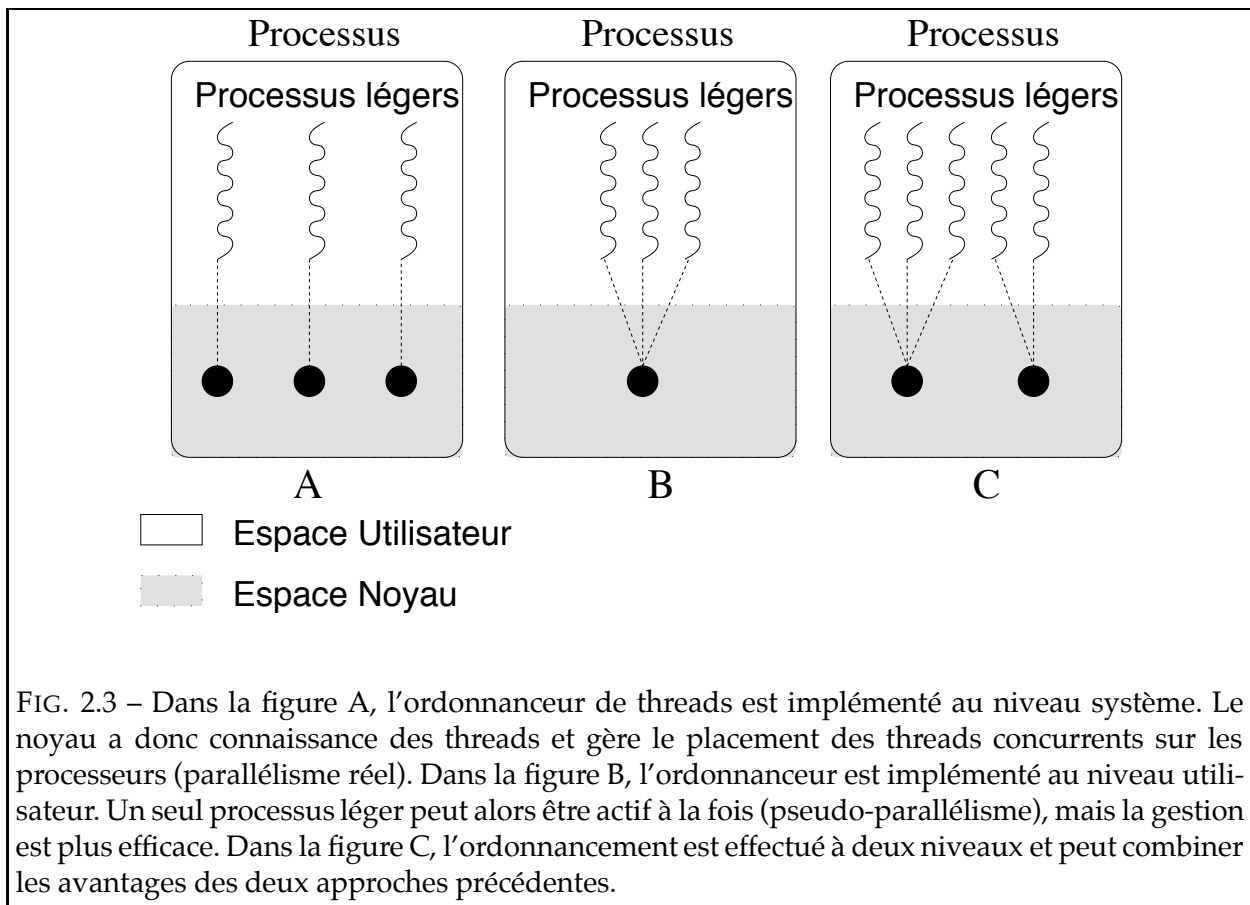 Processus Processus Processus
Processus légers Processus légers Processus légers
A B C
Espace Utilisateur
Espace Noyau
FIG. 2.3 – Dans la figure A, l'ordonnanceur de threads est implémenté au niveau système. Le
noyau a donc connaissance des threads et gère le placement des threads concurrents sur les
processeurs (parallélisme réel). Dans la figure B, l'ordonnanceur est implémenté au niveau utili-
sateur. Un seul processus léger peut alors être actif à la fois (pseudo-parallélisme), mais la gestion
est plus efficace. Dans la figure C, l'ordonnancement est effectué à deux niveaux et peut combiner
les avantages des deux approches précédentes.